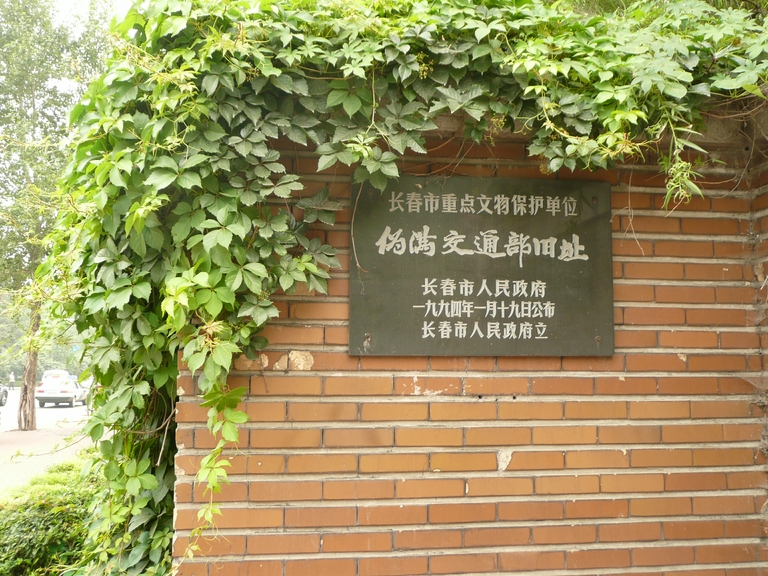 长春市重点文物保护单位
伪满交通部旧址
长春市人民政府
一九九四年一月十九日公布
长春市人民政府立